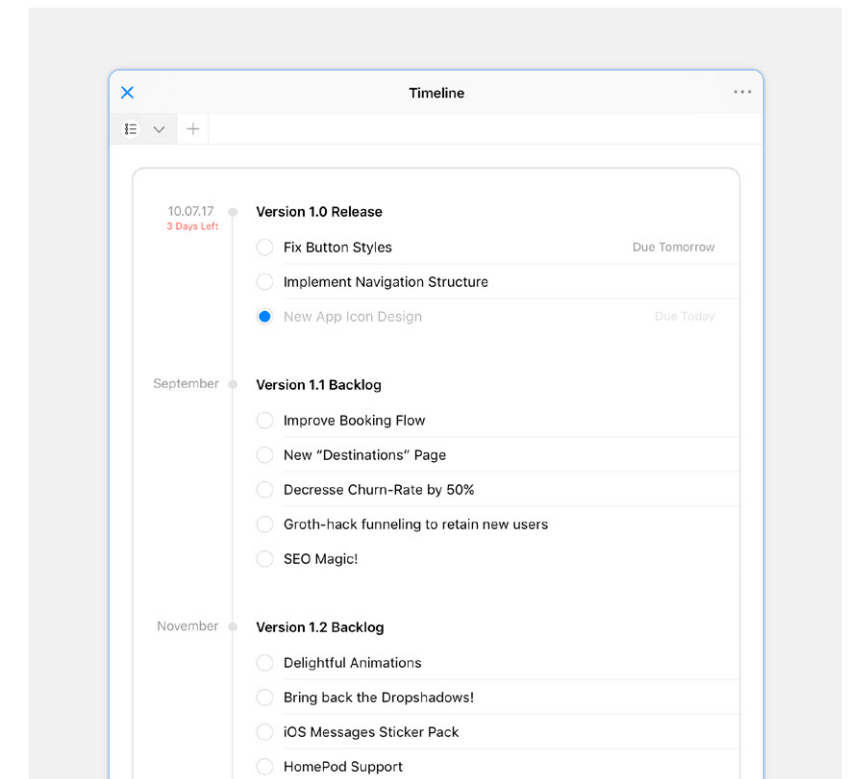 Timeline
10.07.17 Version 1.0 Release
3 Days Left
Fix Button Styles Due Tomorrow
Implement Navigation Structure
New App Icon Design Due Today
September Version 1.1 Backlog
Improve Booking Flow
New “Destinations” Page
Decresse Churn-Rate by 50%
Groth-hack funneling to retain new users
SEO Magic!
November Version 1.2 Backlog
Delightful Animations
Bring back the Dropshadows!
iOS Messages Sticker Pack
HomePod Support